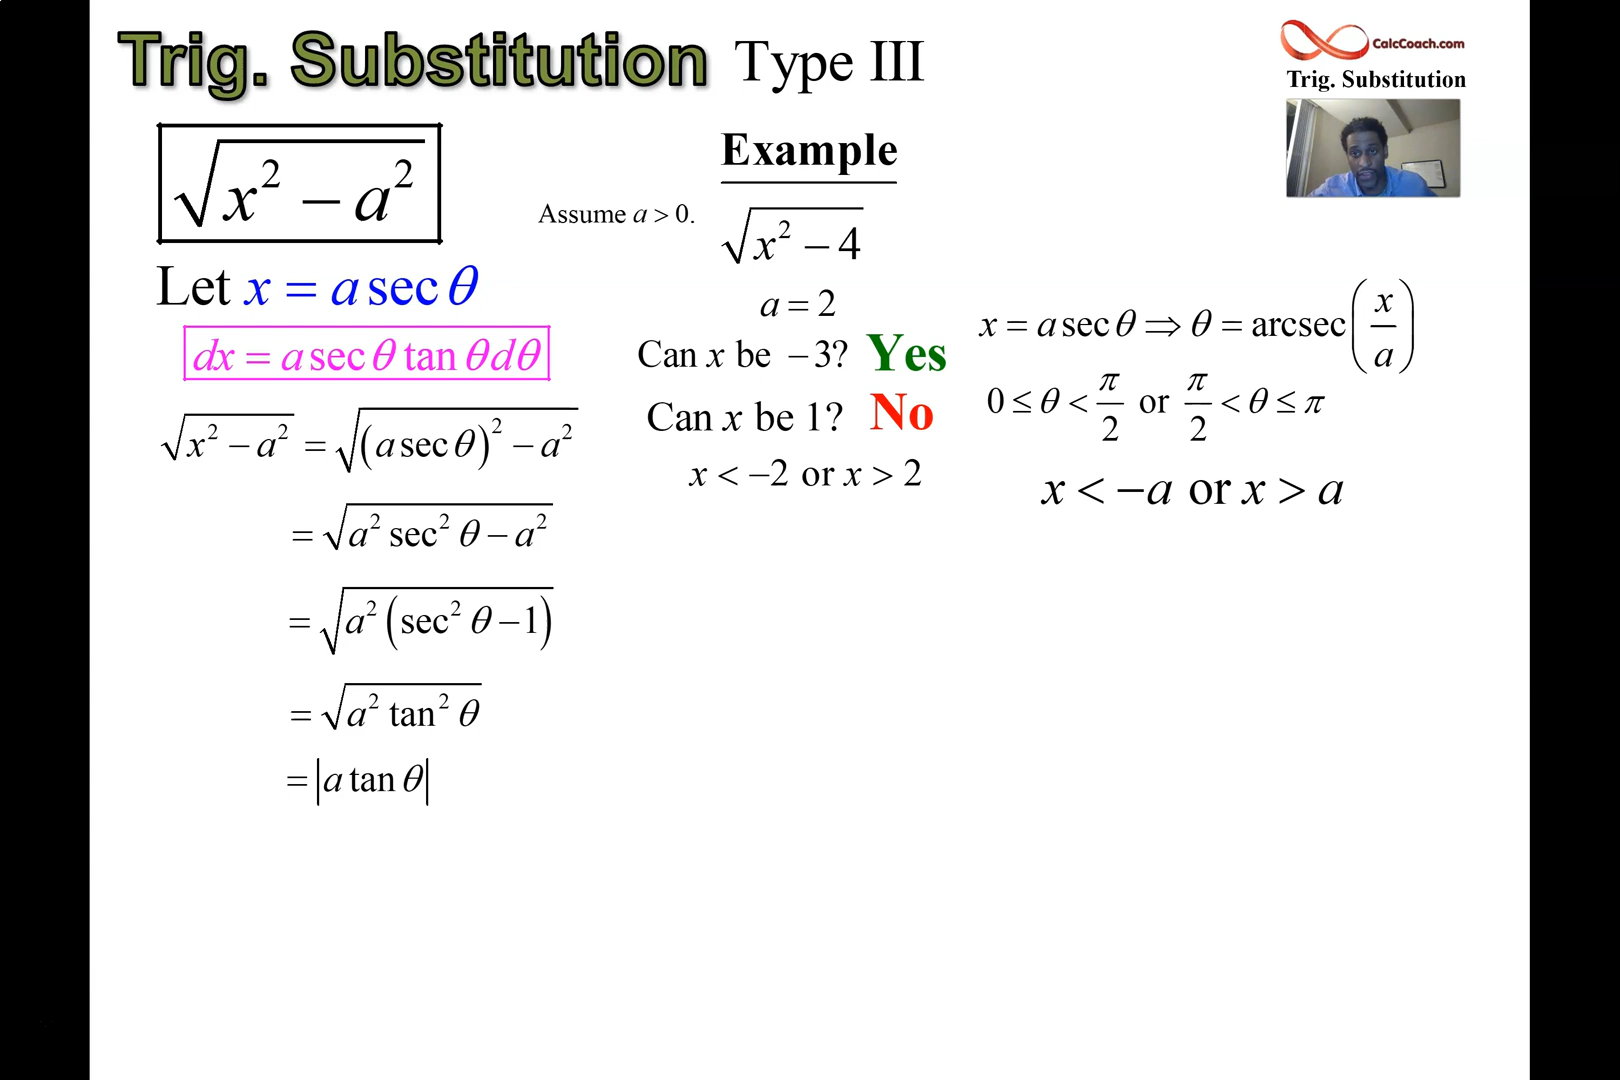 Trig. Substitution Type III
CalcCoach.com
Trig. Substitution
√(x² − a²)
Let x = a sec θ
dx = a sec θ tan θdθ
√(x² − a²) = √((a sec θ)² − a²)
= √(a² sec² θ − a²)
= √(a² (sec² θ − 1))
= √(a² tan² θ)
= |a tan θ|
Assume a > 0.
Example
√(x² − 4)
a = 2
Can x be −3? Yes
Can x be 1? No
x < −2 or x > 2
x = a sec θ ⇒ θ = arcsec(x/a)
0 ≤ θ < π/2 or π/2 < θ ≤ π
x < −a or x > a